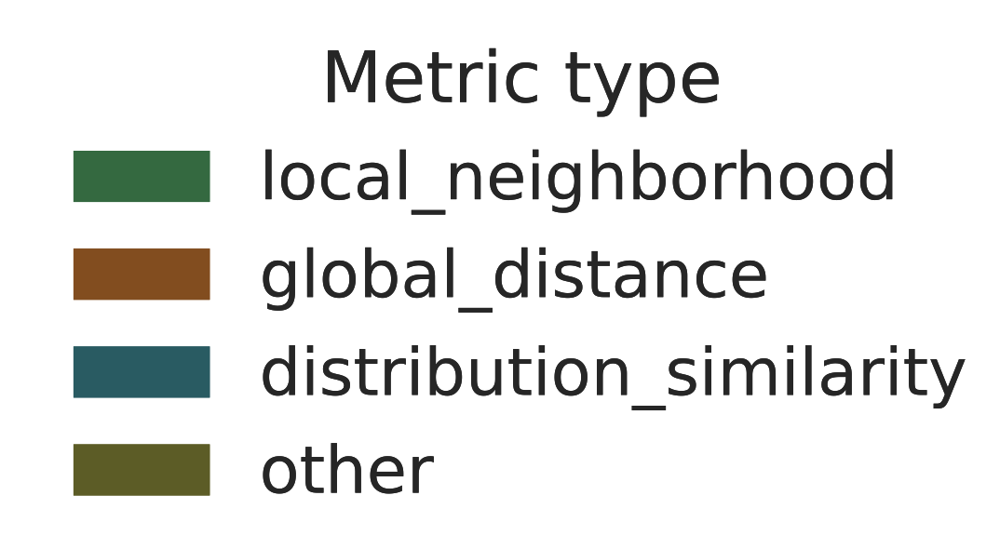 Metric type
local_neighborhood
global_distance
distribution_similarity
other